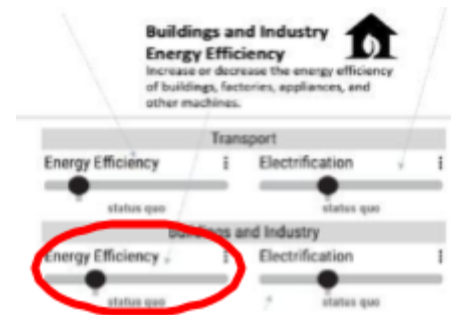 Buildings and Industry
Energy Efficiency
Increase or decrease the energy efficiency
of buildings, factories, appliances, and
other machines.
Transport
Energy Efficiency
Electrification
status quo
status quo
Buildings and Industry
Energy Efficiency
Electrification
status quo
status quo